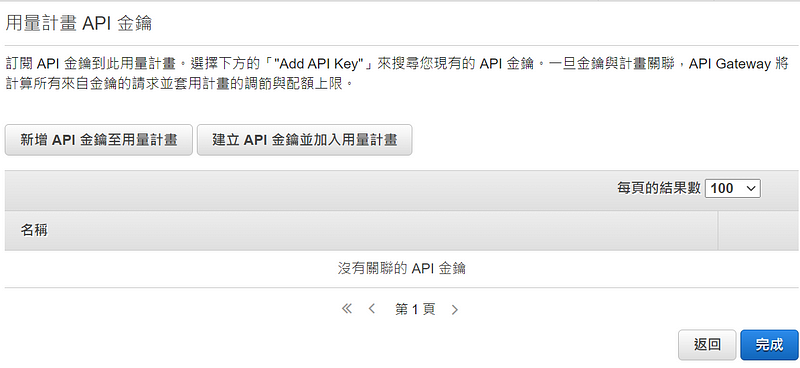 用量計畫 API 金鑰
訂閱 API 金鑰到此用量計畫。選擇下方的「"Add API Key"」來搜尋您現有的 API 金鑰。一旦金鑰與計畫關聯，API Gateway 將
計算所有來自金鑰的請求並套用計畫的調節與配額上限。
新增 API 金鑰至用量計畫 建立 API 金鑰並加入用量計畫
每頁的結果數 100
名稱
沒有關聯的 API 金鑰
第 1 頁
返回 完成